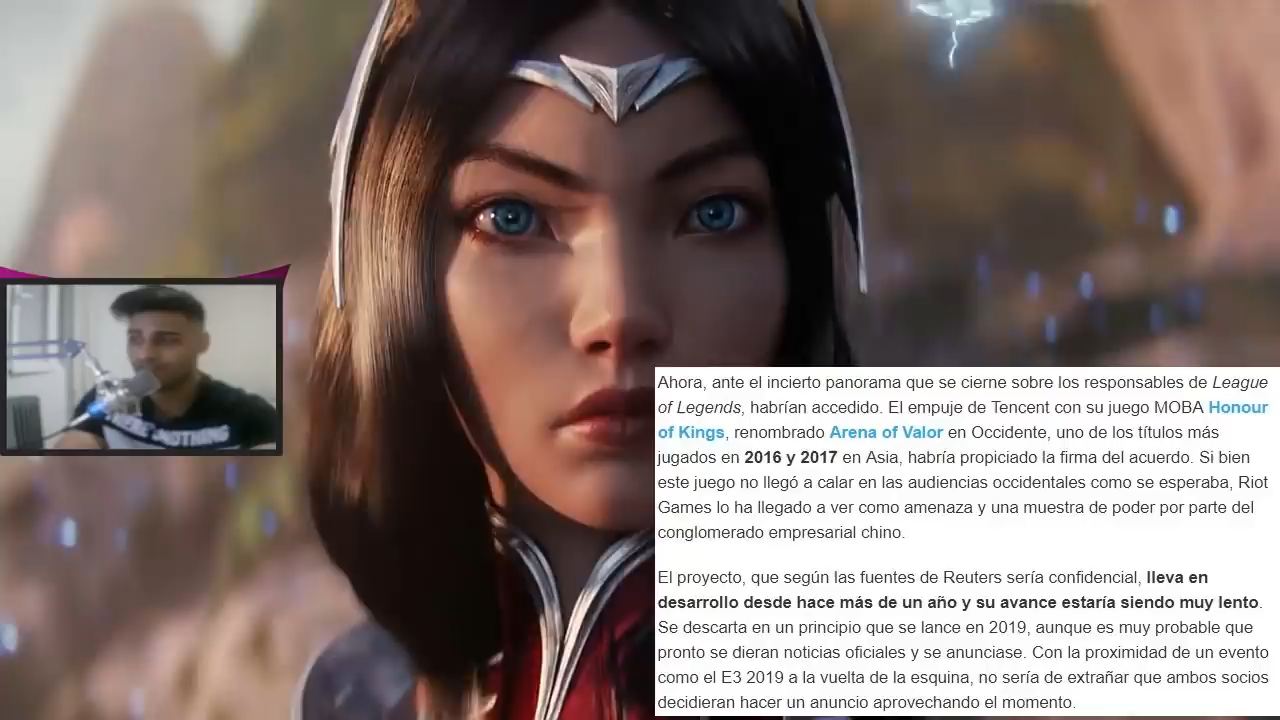 Ahora, ante el incierto panorama que se cierne sobre los responsables de League
of Legends, habrían accedido. El empuje de Tencent con su juego MOBA Honour
of Kings, renombrado Arena of Valor en Occidente, uno de los títulos más
jugados en 2016 y 2017 en Asia, habría propiciado la firma del acuerdo. Si bien
este juego no llegó a calar en las audiencias occidentales como se esperaba, Riot
Games lo ha llegado a ver como amenaza y una muestra de poder por parte del
conglomerado empresarial chino.
El proyecto, que según las fuentes de Reuters sería confidencial, lleva en
desarrollo desde hace más de un año y su avance estaría siendo muy lento.
Se descarta en un principio que se lance en 2019, aunque es muy probable que
pronto se dieran noticias oficiales y se anunciase. Con la proximidad de un evento
como el E3 2019 a la vuelta de la esquina, no sería de extrañar que ambos socios
decidieran hacer un anuncio aprovechando el momento.